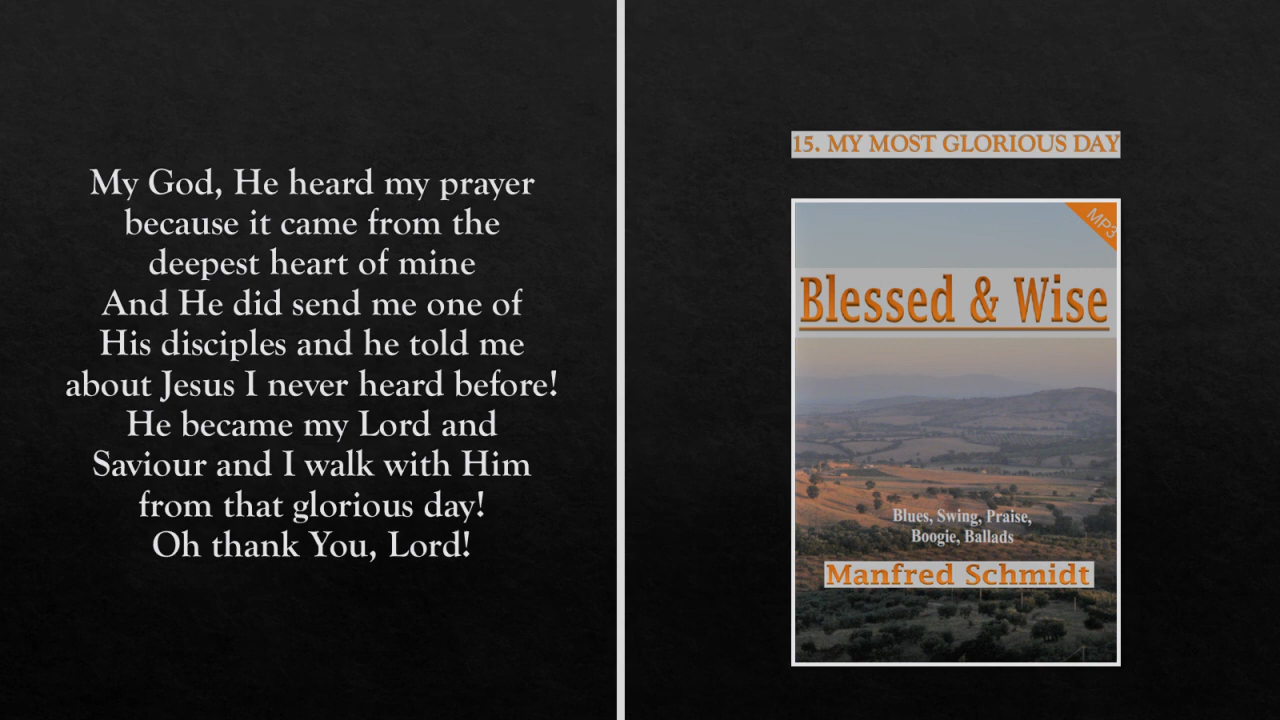 My God, He heard my prayer
because it came from the
deepest heart of mine
And He did send me one of
His disciples and he told me
about Jesus I never heard before!
He became my Lord and
Saviour and I walk with Him
from that glorious day!
Oh thank You, Lord!
15. MY MOST GLORIOUS DAY
MP3
Blessed & Wise
Blues, Swing, Praise,
Boogie, Ballads
Manfred Schmidt